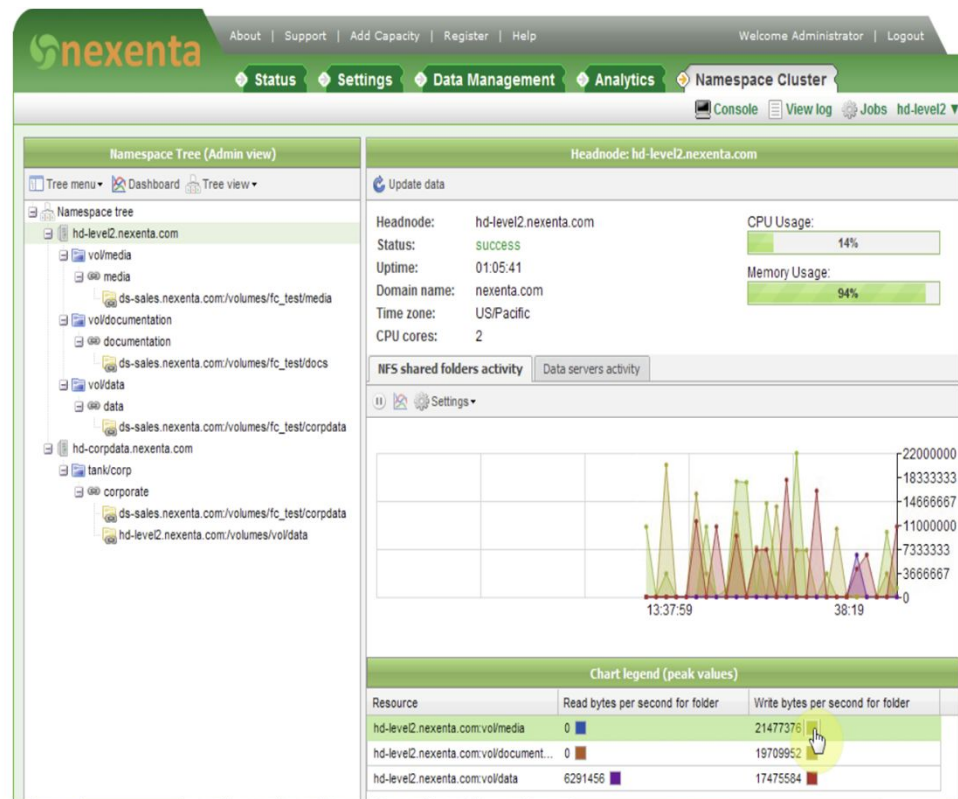 nexenta
About | Support | Add Capacity | Register | Help
Welcome Administrator | Logout
Status Settings Data Management Analytics Namespace Cluster
Console View log Jobs hd-level2
Namespace Tree (Admin view)
Tree menu Dashboard Tree view
Namespace tree
hd-level2.nexenta.com
vol/media
media
ds-sales.nexenta.com:/volumes/fc_test/media
vol/documentation
documentation
ds-sales.nexenta.com:/volumes/fc_test/docs
vol/data
data
ds-sales.nexenta.com:/volumes/fc_test/corpdata
hd-corpdata.nexenta.com
tank/corp
corporate
ds-sales.nexenta.com:/volumes/fc_test/corpdata
hd-level2.nexenta.com:/volumes/vol/data
Headnode: hd-level2.nexenta.com
Update data
Headnode: hd-level2.nexenta.com
Status: success
Uptime: 01:05:41
Domain name: nexenta.com
Time zone: US/Pacific
CPU cores: 2
CPU Usage:
14%
Memory Usage:
94%
NFS shared folders activity Data servers activity
Settings
22000000
18333333
14666667
11000000
7333333
3666667
0
13:37:59 38:19
Chart legend (peak values)
Resource Read bytes per second for folder Write bytes per second for folder
hd-level2.nexenta.com:vol/media 0 21477376
hd-level2.nexenta.com:vol/document... 0 19709952
hd-level2.nexenta.com:vol/data 6291456 17475584